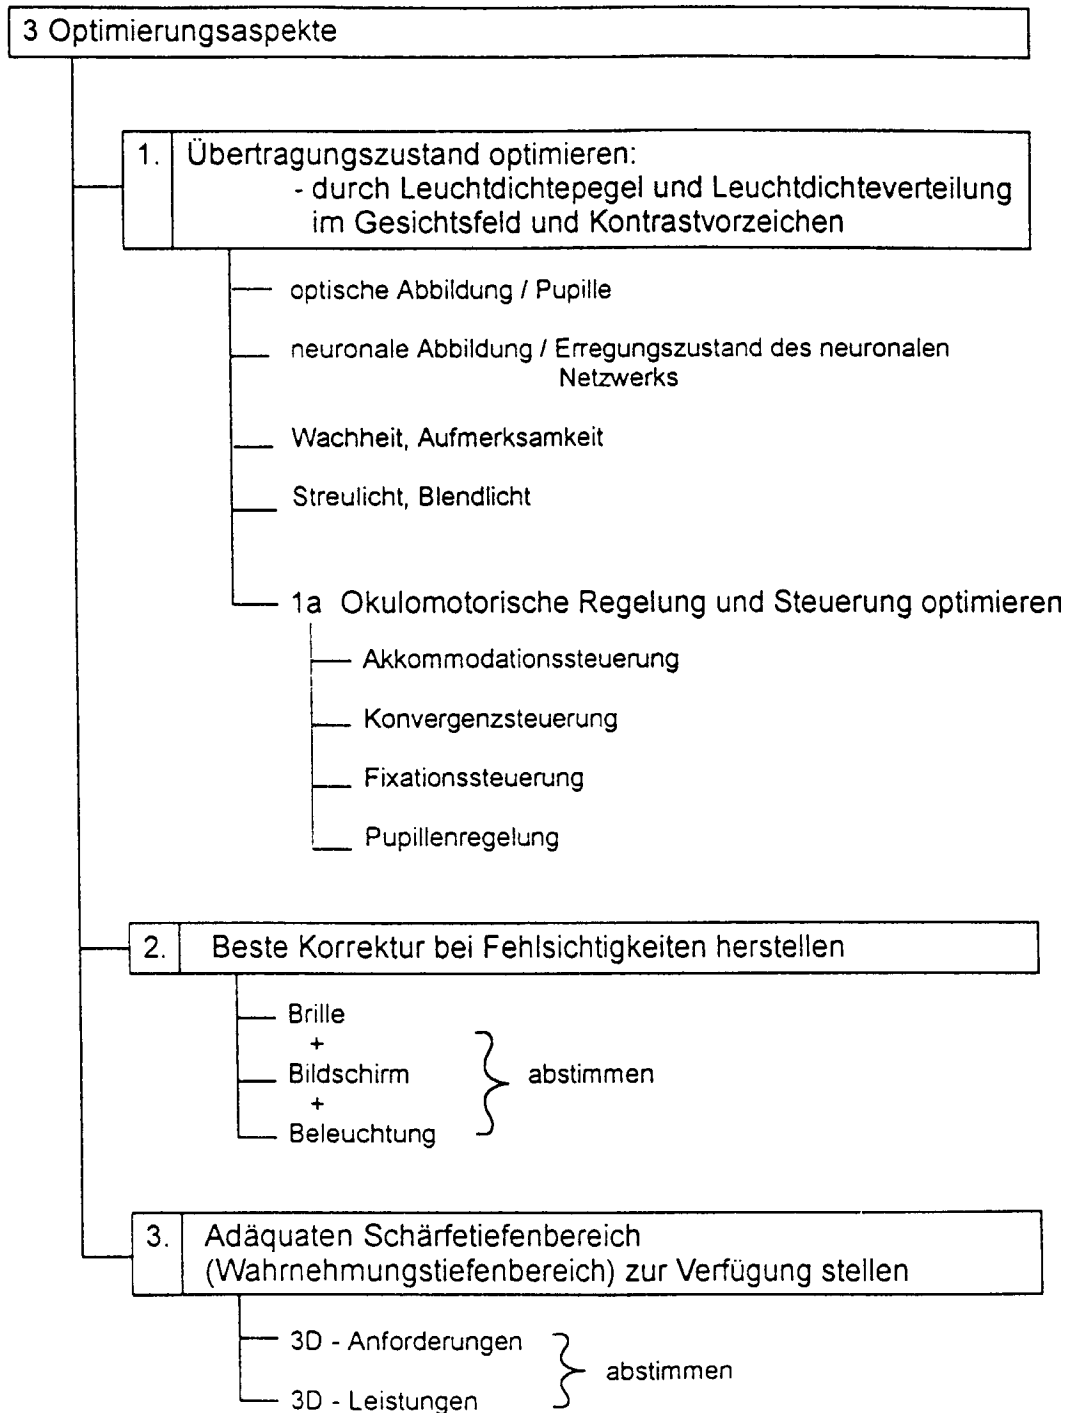 3 Optimierungsaspekte
1. Übertragungszustand optimieren:
- durch Leuchtdichtepegel und Leuchtdichteverteilung
im Gesichtsfeld und Kontrastvorzeichen
optische Abbildung / Pupille
neuronale Abbildung / Erregungszustand des neuronalen
Netzwerks
Wachheit, Aufmerksamkeit
Streulicht, Blendlicht
1a Okulomotorische Regelung und Steuerung optimieren
Akkommodationssteuerung
Konvergenzsteuerung
Fixationssteuerung
Pupillenregelung
2. Beste Korrektur bei Fehlsichtigkeiten herstellen
Brille
+
Bildschirm } abstimmen
+
Beleuchtung
3. Adäquaten Schärfetiefenbereich
(Wahrnehmungstiefenbereich) zur Verfügung stellen
3D - Anforderungen
} abstimmen
3D - Leistungen